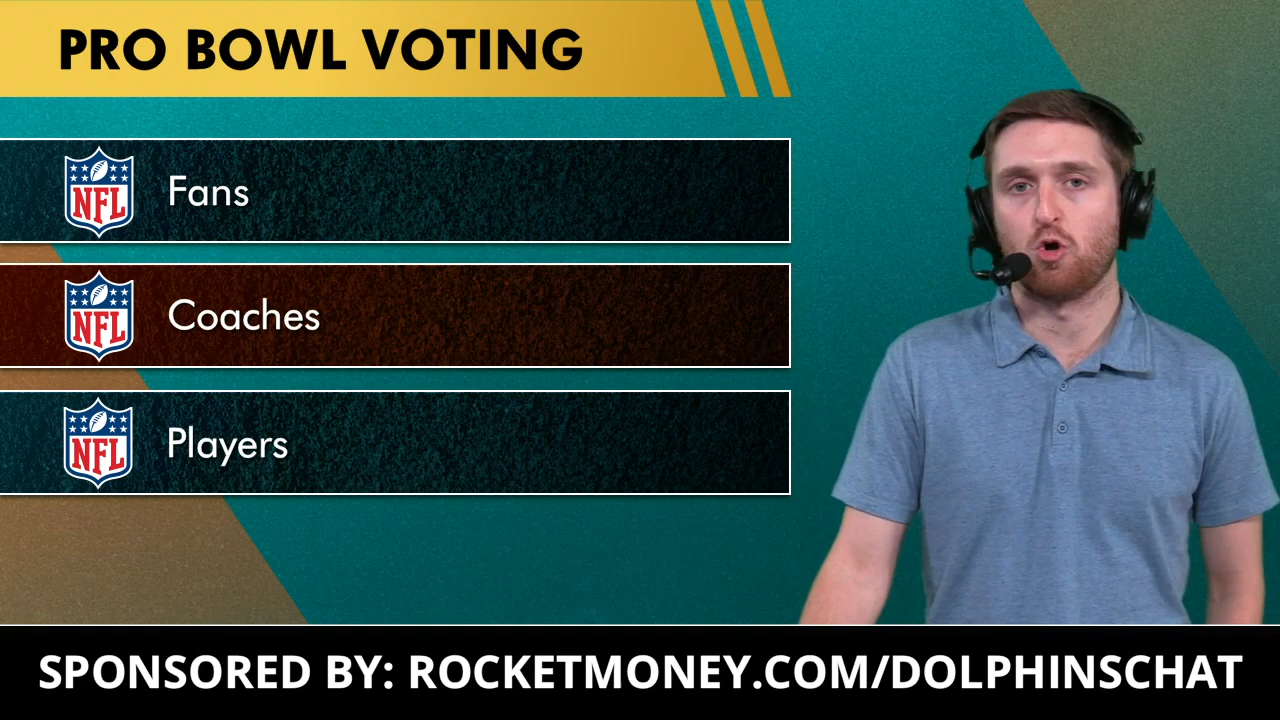 PRO BOWL VOTING
NFL Fans
NFL Coaches
NFL Players
SPONSORED BY: ROCKETMONEY.COM/DOLPHINSCHAT